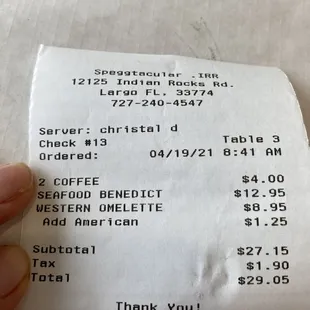 Speggtacular .IRR
12125 Indian Rocks Rd.
Largo FL, 33774
727-240-4547
Server: christal d
Check #13 Table 3
Ordered: 04/19/21 8:41 AM
2 COFFEE $4.00
SEAFOOD BENEDICT $12.95
WESTERN OMELETTE $8.95
Add American $1.25
Subtotal $27.15
Tax $1.90
Total $29.05
Thank You!